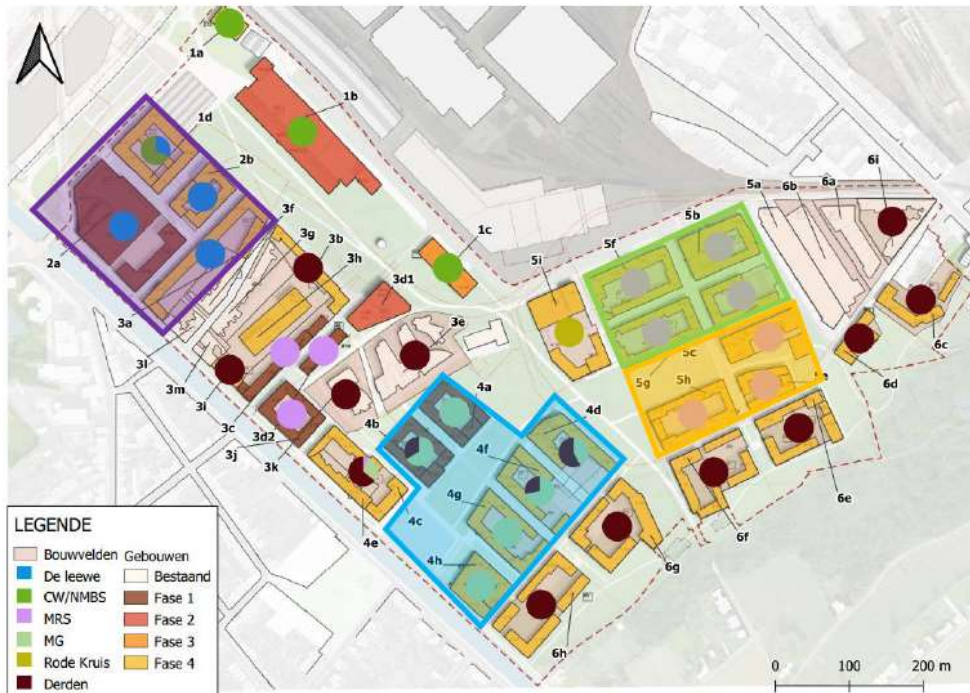 1a
1b
1d
2b
6i
6a
6b
5a
5b
3f
3g
5f
1c
3b
3h
2a
3d1
5i
3a
3e
6c
3l
5c
6d
3m
5g
5h
4a
3i
3c
4d
4b
3d2
3j
4f
3k
6e
4g
4c
6f
4e
4h
6g
6h
LEGENDE
Bouwvelden Gebouwen
De leewe Bestaand
CW/NMBS Fase 1
MRS Fase 2
MG Fase 3
Rode Kruis Fase 4
Derden
0 100 200 m